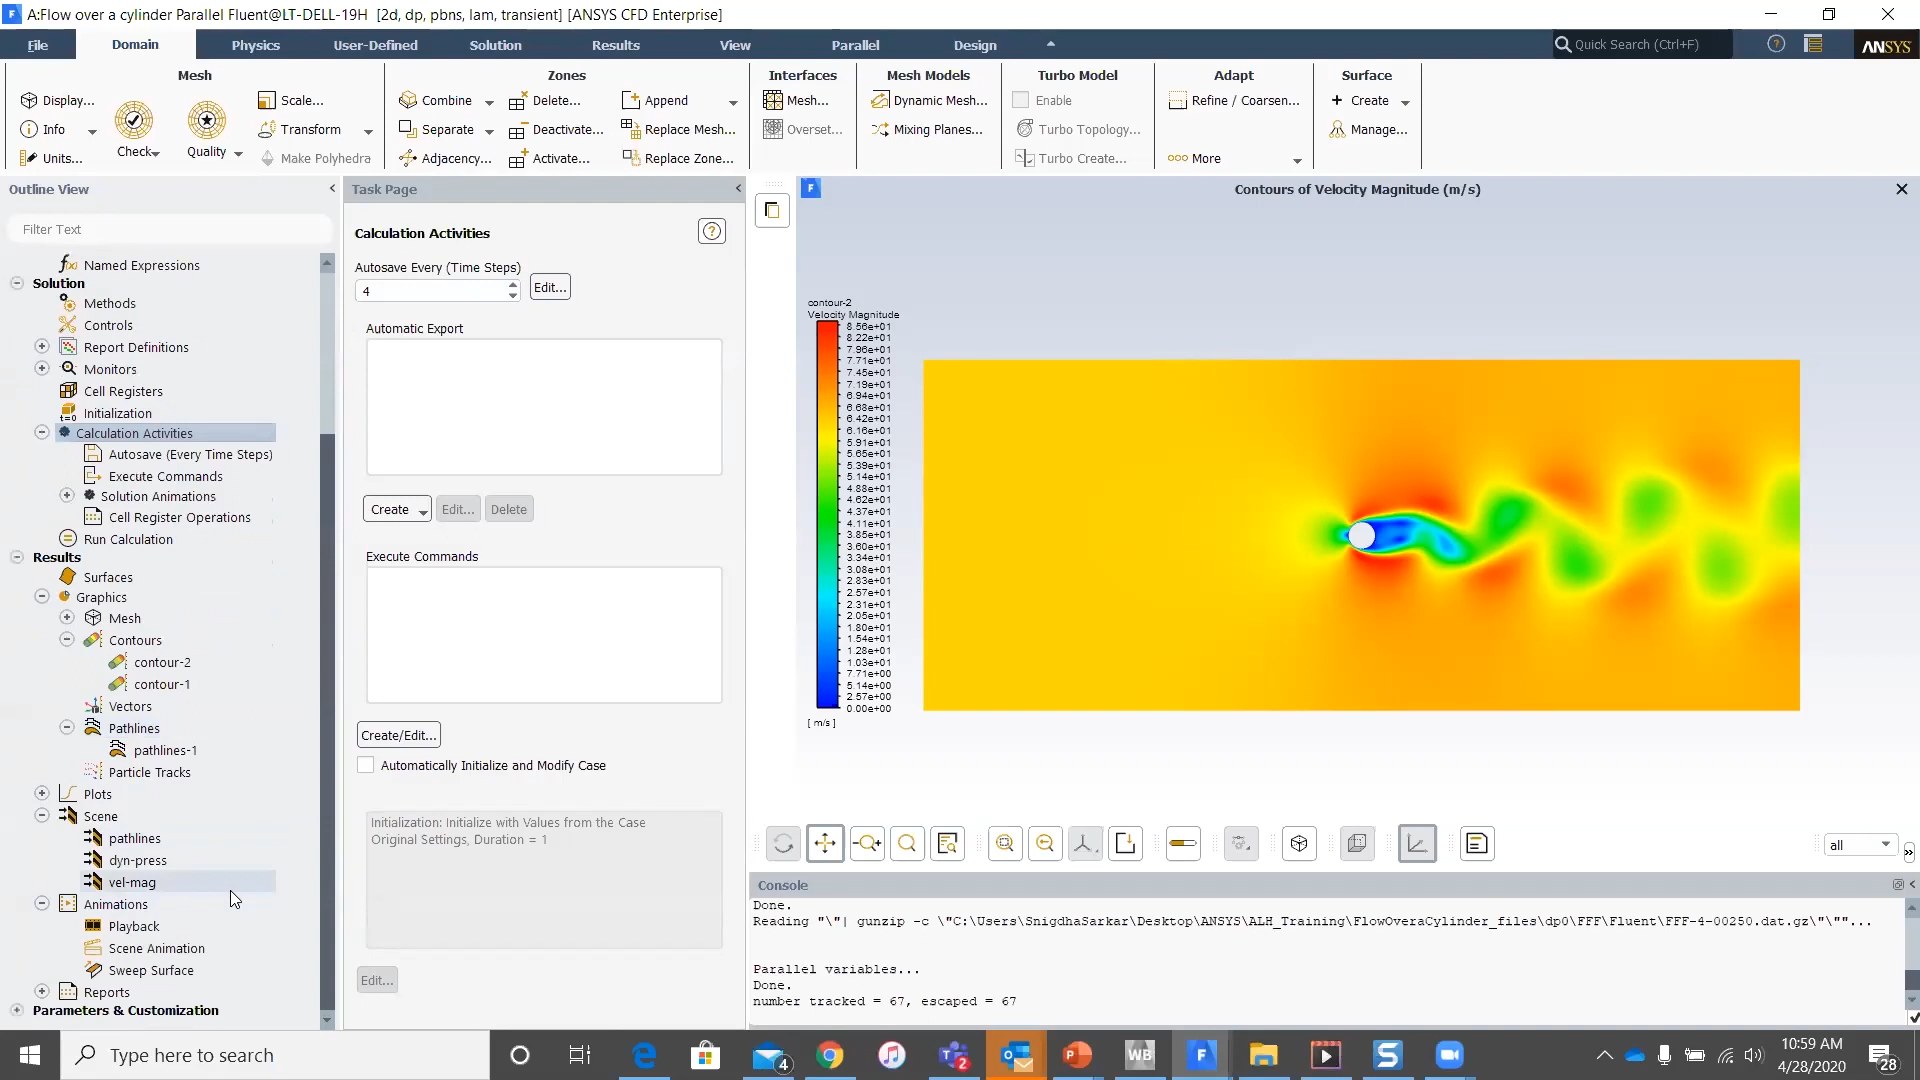 A:Flow over a cylinder Parallel Fluent@LT-DELL-19H [2d, dp, pbns, lam, transient] [ANSYS CFD Enterprise]
File Domain Physics User-Defined Solution Results View Parallel Design
Quick Search (Ctrl+F)
ANSYS
Mesh
Display...
Info
Units...
Check
Quality
Scale...
Transform
Make Polyhedra
Zones
Combine
Separate
Adjacency...
Delete...
Deactivate...
Activate...
Append
Replace Mesh...
Replace Zone...
Interfaces
Mesh...
Overset...
Mesh Models
Dynamic Mesh...
Mixing Planes...
Turbo Model
Enable
Turbo Topology...
Turbo Create...
Adapt
Refine / Coarsen...
More
Surface
Create
Manage...
Outline View
Filter Text
Named Expressions
Solution
Methods
Controls
Report Definitions
Monitors
Cell Registers
Initialization
Calculation Activities
Autosave (Every Time Steps)
Execute Commands
Solution Animations
Cell Register Operations
Run Calculation
Results
Surfaces
Graphics
Mesh
Contours
contour-2
contour-1
Vectors
Pathlines
pathlines-1
Particle Tracks
Plots
Scene
pathlines
dyn-press
vel-mag
Animations
Playback
Scene Animation
Sweep Surface
Reports
Parameters & Customization
Task Page
Calculation Activities
Autosave Every (Time Steps)
4
Edit...
Automatic Export
Create
Edit...
Delete
Execute Commands
Create/Edit...
Automatically Initialize and Modify Case
Initialization: Initialize with Values from the Case
Original Settings, Duration = 1
Edit...
Contours of Velocity Magnitude (m/s)
contour-2
Velocity Magnitude
8.56e+01
8.22e+01
7.96e+01
7.71e+01
7.45e+01
7.19e+01
6.94e+01
6.68e+01
6.42e+01
6.16e+01
5.91e+01
5.65e+01
5.39e+01
5.14e+01
4.88e+01
4.62e+01
4.37e+01
4.11e+01
3.85e+01
3.60e+01
3.34e+01
3.08e+01
2.83e+01
2.57e+01
2.31e+01
2.05e+01
1.80e+01
1.54e+01
1.28e+01
1.03e+01
7.71e+00
5.14e+00
2.57e+00
0.00e+00
[ m/s ]
all
Console
Done.
Reading "\"| gunzip -c \"C:\Users\SnigdhaSarkar\Desktop\ANSYS\ALH_Training\FlowOveraCylinder_files\dp0\FFF\Fluent\FFF-4-00250.dat.gz\"\""...
Parallel variables...
Done.
number tracked = 67, escaped = 67
Type here to search
4
2
WB
10:59 AM
4/28/2020
28